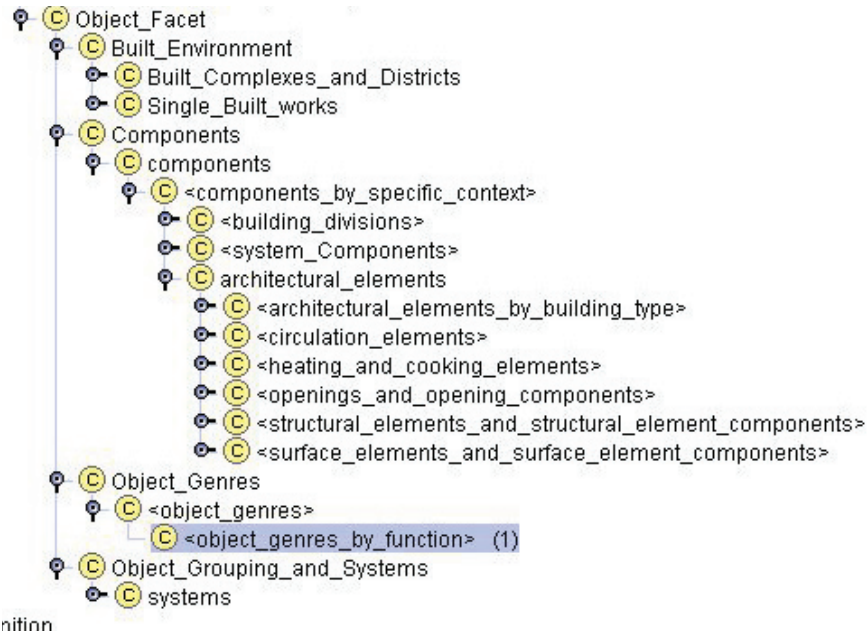 C Object_Facet
C Built_Environment
C Built_Complexes_and_Districts
C Single_Built_works
C Components
C components
C <components_by_specific_context>
C <building_divisions>
C <system_Components>
C architectural_elements
C <architectural_elements_by_building_type>
C <circulation_elements>
C <heating_and_cooking_elements>
C <openings_and_opening_components>
C <structural_elements_and_structural_element_components>
C <surface_elements_and_surface_element_components>
C Object_Genres
C <object_genres>
C <object_genres_by_function> (1)
C Object_Grouping_and_Systems
C systems
nition